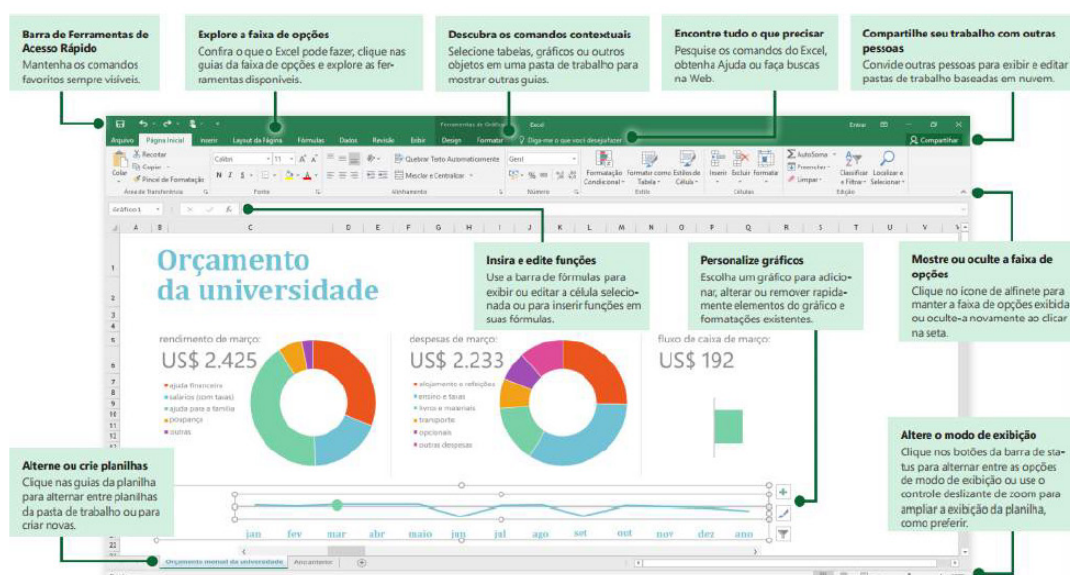 Barra de Ferramentas de
Acesso Rápido
Mantenha os comandos
favoritos sempre visíveis.
Explore a faixa de opções
Confira o que o Excel pode fazer, clique nas
guias da faixa de opções e explore as fer-
ramentas disponíveis.
Descubra os comandos contextuais
Selecione tabelas, gráficos ou outros
objetos em uma pasta de trabalho para
mostrar outras guias.
Encontre tudo o que precisar
Pesquise os comandos do Excel,
obtenha Ajuda ou faça buscas
na Web.
Compartilhe seu trabalho com outras
pessoas
Convide outras pessoas para exibir e editar
pastas de trabalho baseadas em nuvem.
Ferramentas de Gráfico Excel Entrar
Arquivo Página Inicial Inserir Layout da Página Fórmulas Dados Revisão Exibir Design Formatar Diga-me o que você deseja fazer Compartilhar
Colar
Recortar
Copiar
Pincel de Formatação
Calibri 11
N I S
Quebrar Texto Automaticamente
Mesclar e Centralizar
Geral
Formatação Condicional
Formatar como Tabela
Estilos de Célula
Inserir Excluir Formatar
AutoSoma
Preencher
Limpar
Classificar e Filtrar
Localizar e Selecionar
Área de Transferência Fonte Alinhamento Número Estilo Células Edição
Gráfico1 fx
A B C D E F G H I J K L M N O P Q R S T U V
Orçamento
da universidade
Insira e edite funções
Use a barra de fórmulas para
exibir ou editar a célula selecio-
nada ou para inserir funções em
suas fórmulas.
Personalize gráficos
Escolha um gráfico para adicio-
nar, alterar ou remover rapida-
mente elementos do gráfico e
formatações existentes.
Mostre ou oculte a faixa de
opções
Clique no ícone de alfinete para
manter a faixa de opções exibida
ou oculte-a novamente ao clicar
na seta.
rendimento de março:
US$ 2.425
ajuda financeira
salários (com taxas)
ajuda para a família
poupança
outras
despesas de março:
US$ 2.233
alojamento e refeições
ensino e taxas
livros e materiais
transporte
opcionais
outras despesas
fluxo de caixa de março:
US$ 192
Alterne ou crie planilhas
Clique nas guias da planilha
para alternar entre planilhas
da pasta de trabalho ou para
criar novas.
Altere o modo de exibição
Clique nos botões da barra de sta-
tus para alternar entre as opções
de modo de exibição ou use o
controle deslizante de zoom para
ampliar a exibição da planilha,
como preferir.
jan fev mar abr maio jun jul ago set out nov dez ano
Orçamento mensal da universidade Ano anterior